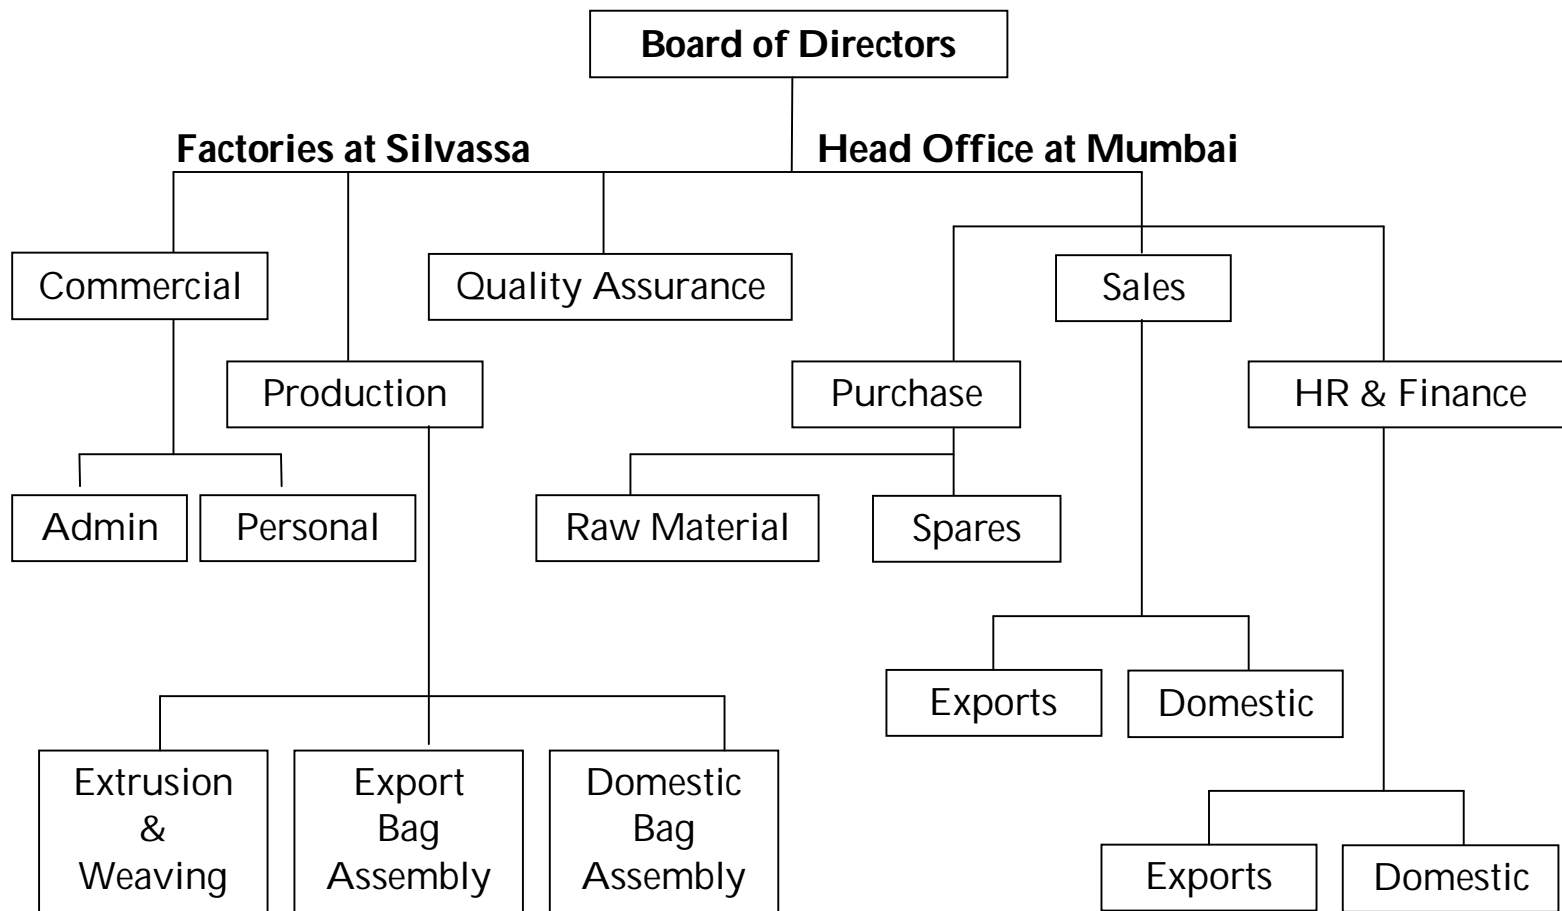 Board of Directors
Factories at Silvassa
Head Office at Mumbai
Commercial
Quality Assurance
Sales
Production
Purchase
HR & Finance
Admin
Personal
Raw Material
Spares
Exports
Domestic
Extrusion
&
Weaving
Export
Bag
Assembly
Domestic
Bag
Assembly
Exports
Domestic